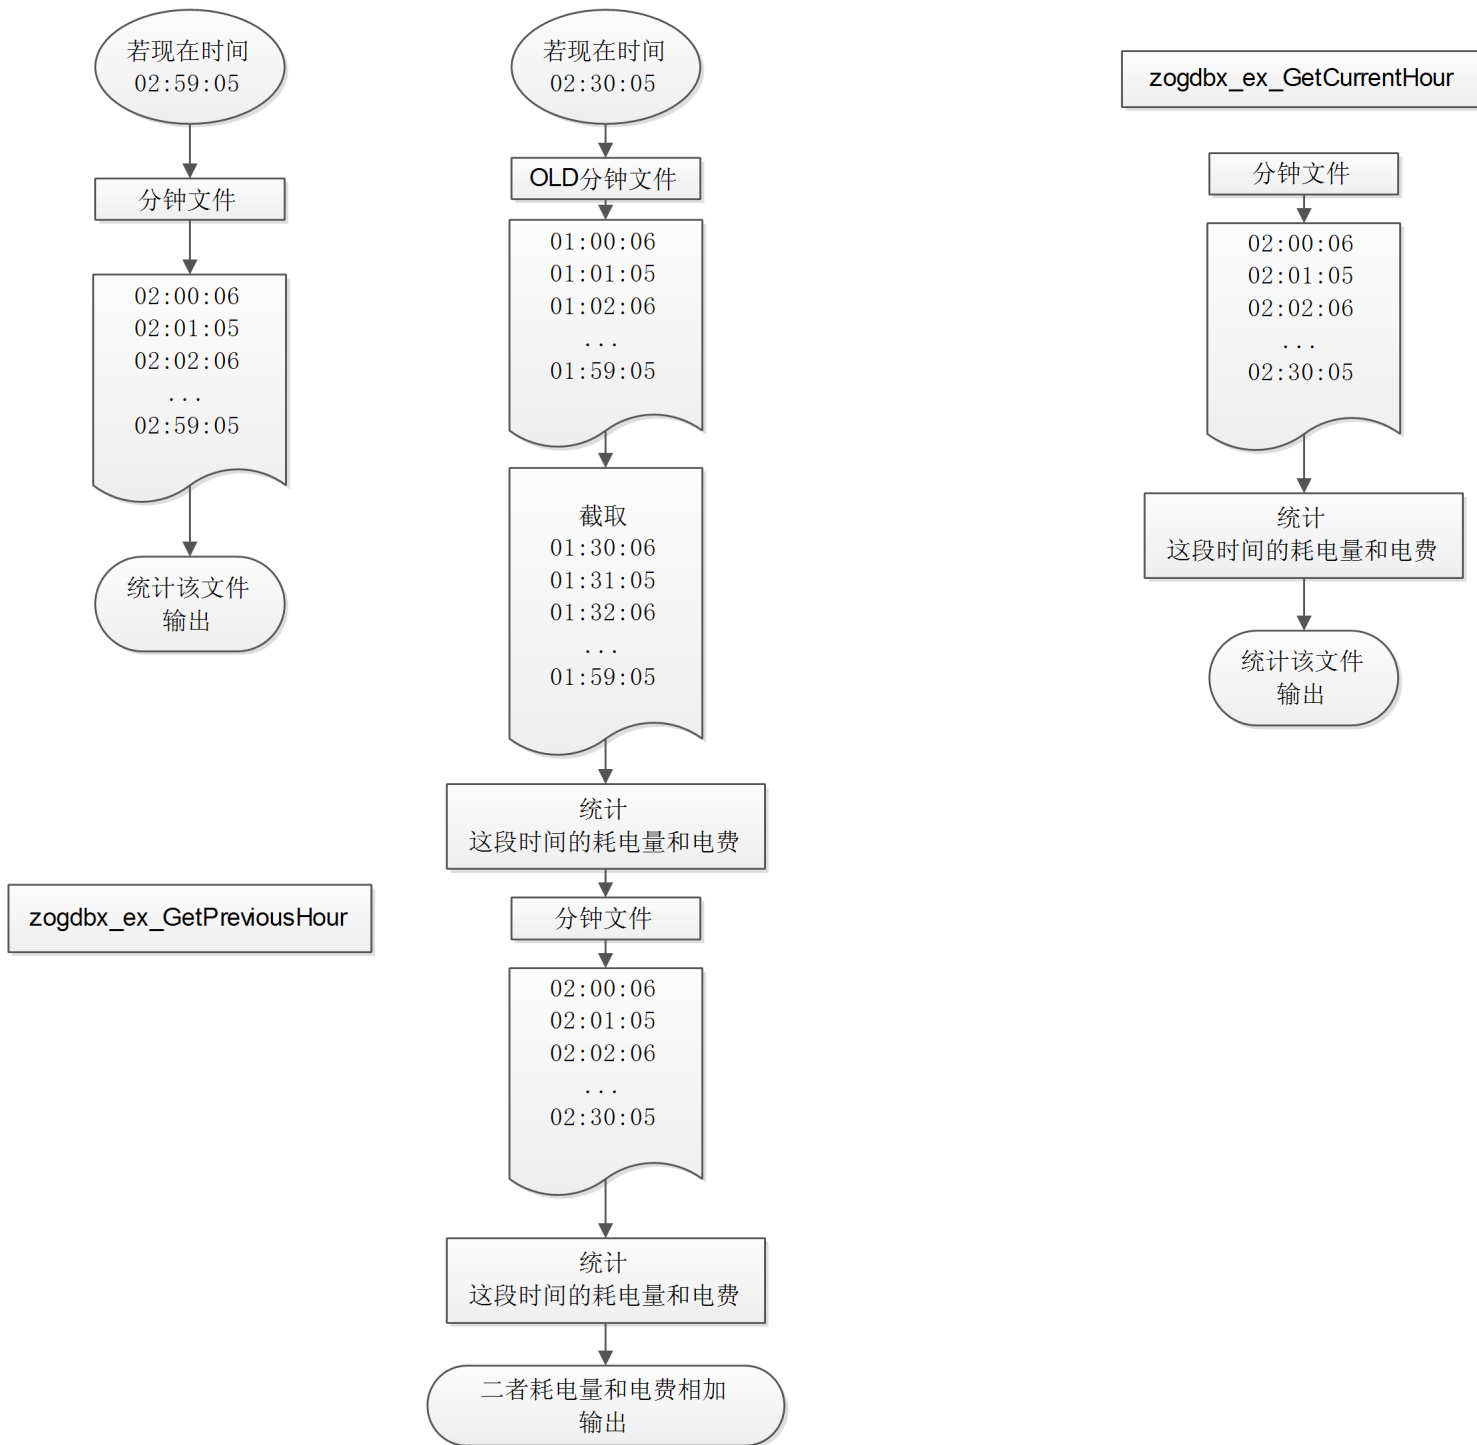 若现在时间
02:59:05
分钟文件
02:00:06
02:01:05
02:02:06
...
02:59:05
统计该文件
输出
zogdbx_ex_GetPreviousHour
若现在时间
02:30:05
OLD分钟文件
01:00:06
01:01:05
01:02:06
...
01:59:05
截取
01:30:06
01:31:05
01:32:06
...
01:59:05
统计
这段时间的耗电量和电费
分钟文件
02:00:06
02:01:05
02:02:06
...
02:30:05
统计
这段时间的耗电量和电费
二者耗电量和电费相加
输出
zogdbx_ex_GetCurrentHour
分钟文件
02:00:06
02:01:05
02:02:06
...
02:30:05
统计
这段时间的耗电量和电费
统计该文件
输出